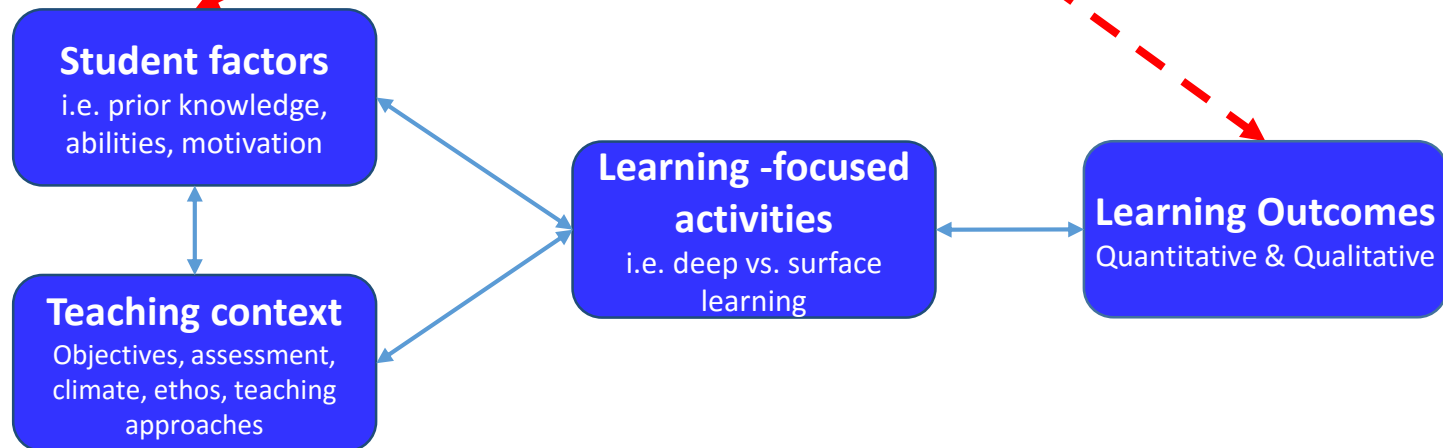 Student factors
i.e. prior knowledge,
abilities, motivation
Teaching context
Objectives, assessment,
climate, ethos, teaching
approaches
Learning -focused
activities
i.e. deep vs. surface
learning
Learning Outcomes
Quantitative & Qualitative